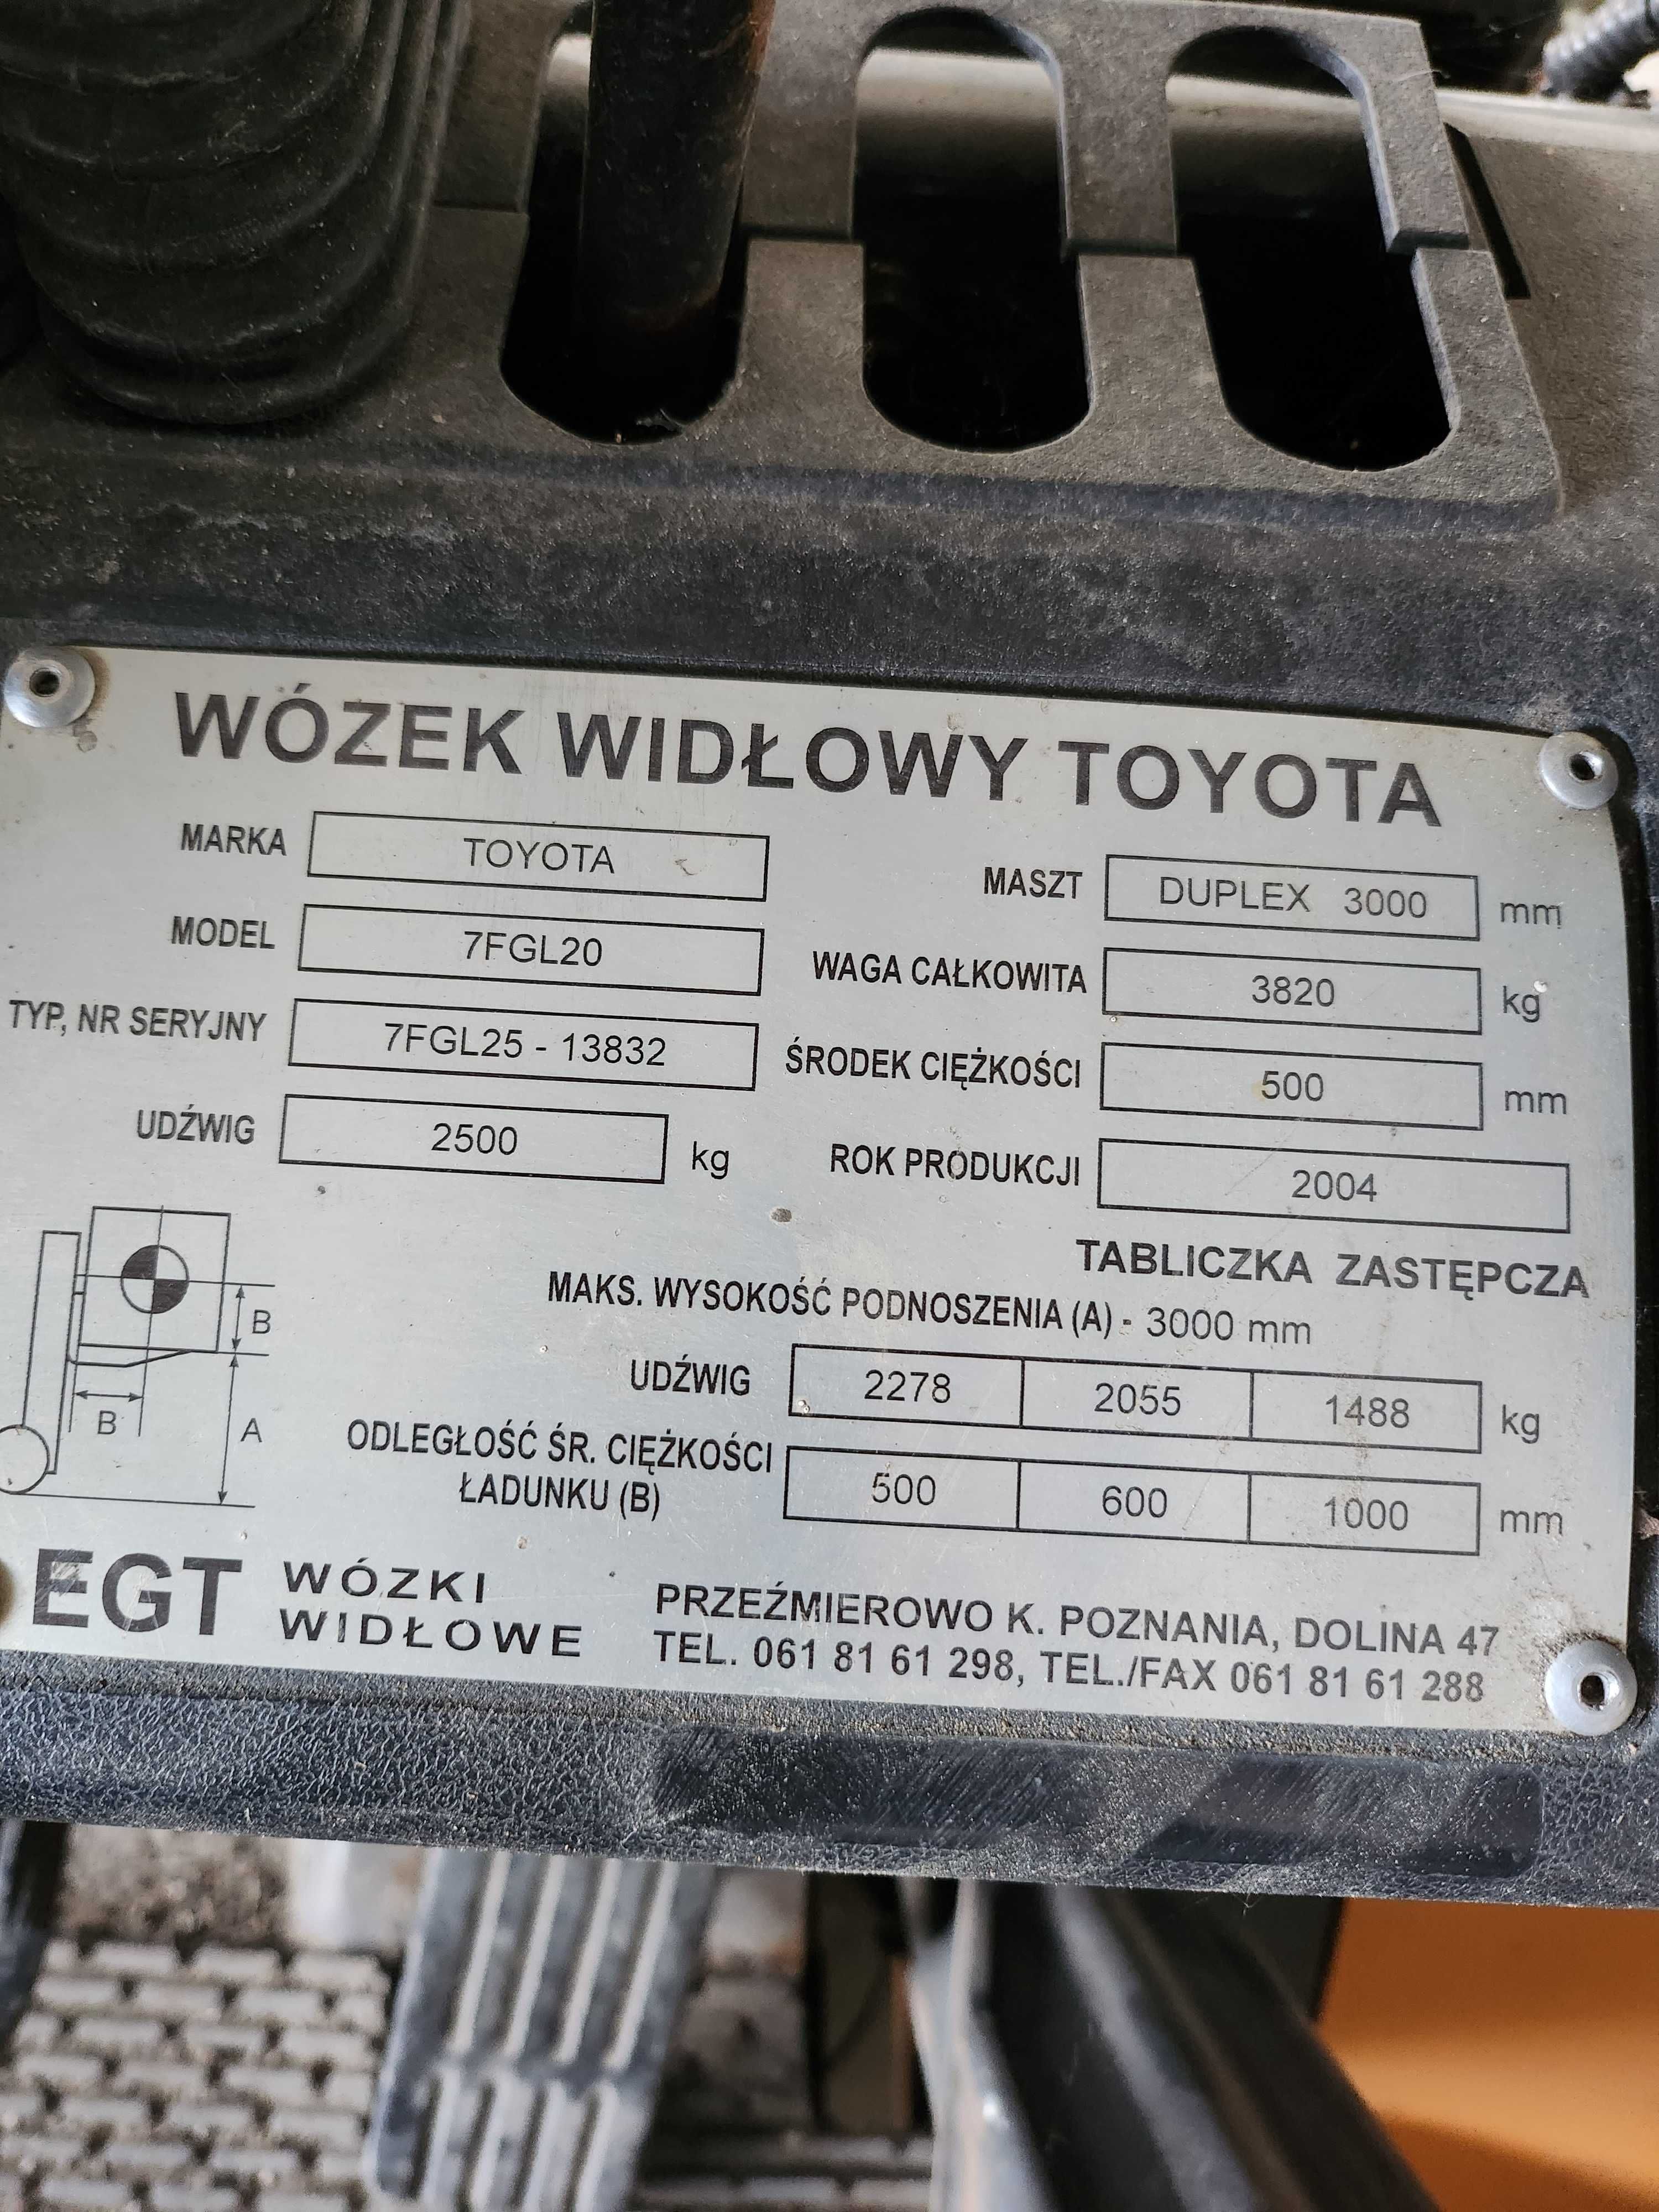 WÓZEK WIDŁOWY TOYOTA
MARKA TOYOTA
MASZT DUPLEX 3000 mm
MODEL 7FGL20
WAGA CAŁKOWITA 3820 kg
TYP, NR SERYJNY 7FGL25 - 13832
ŚRODEK CIĘŻKOŚCI 500 mm
UDŹWIG 2500 kg
ROK PRODUKCJI 2004
TABLICZKA ZASTĘPCZA
MAKS. WYSOKOŚĆ PODNOSZENIA (A) - 3000 mm
B
UDŹWIG 2278 2055 1488 kg
B
A
ODLEGŁOŚĆ ŚR. CIĘŻKOŚCI
ŁADUNKU (B) 500 600 1000 mm
EGT WÓZKI
WIDŁOWE
PRZEŹMIEROWO K. POZNANIA, DOLINA 47
TEL. 061 81 61 298, TEL./FAX 061 81 61 288